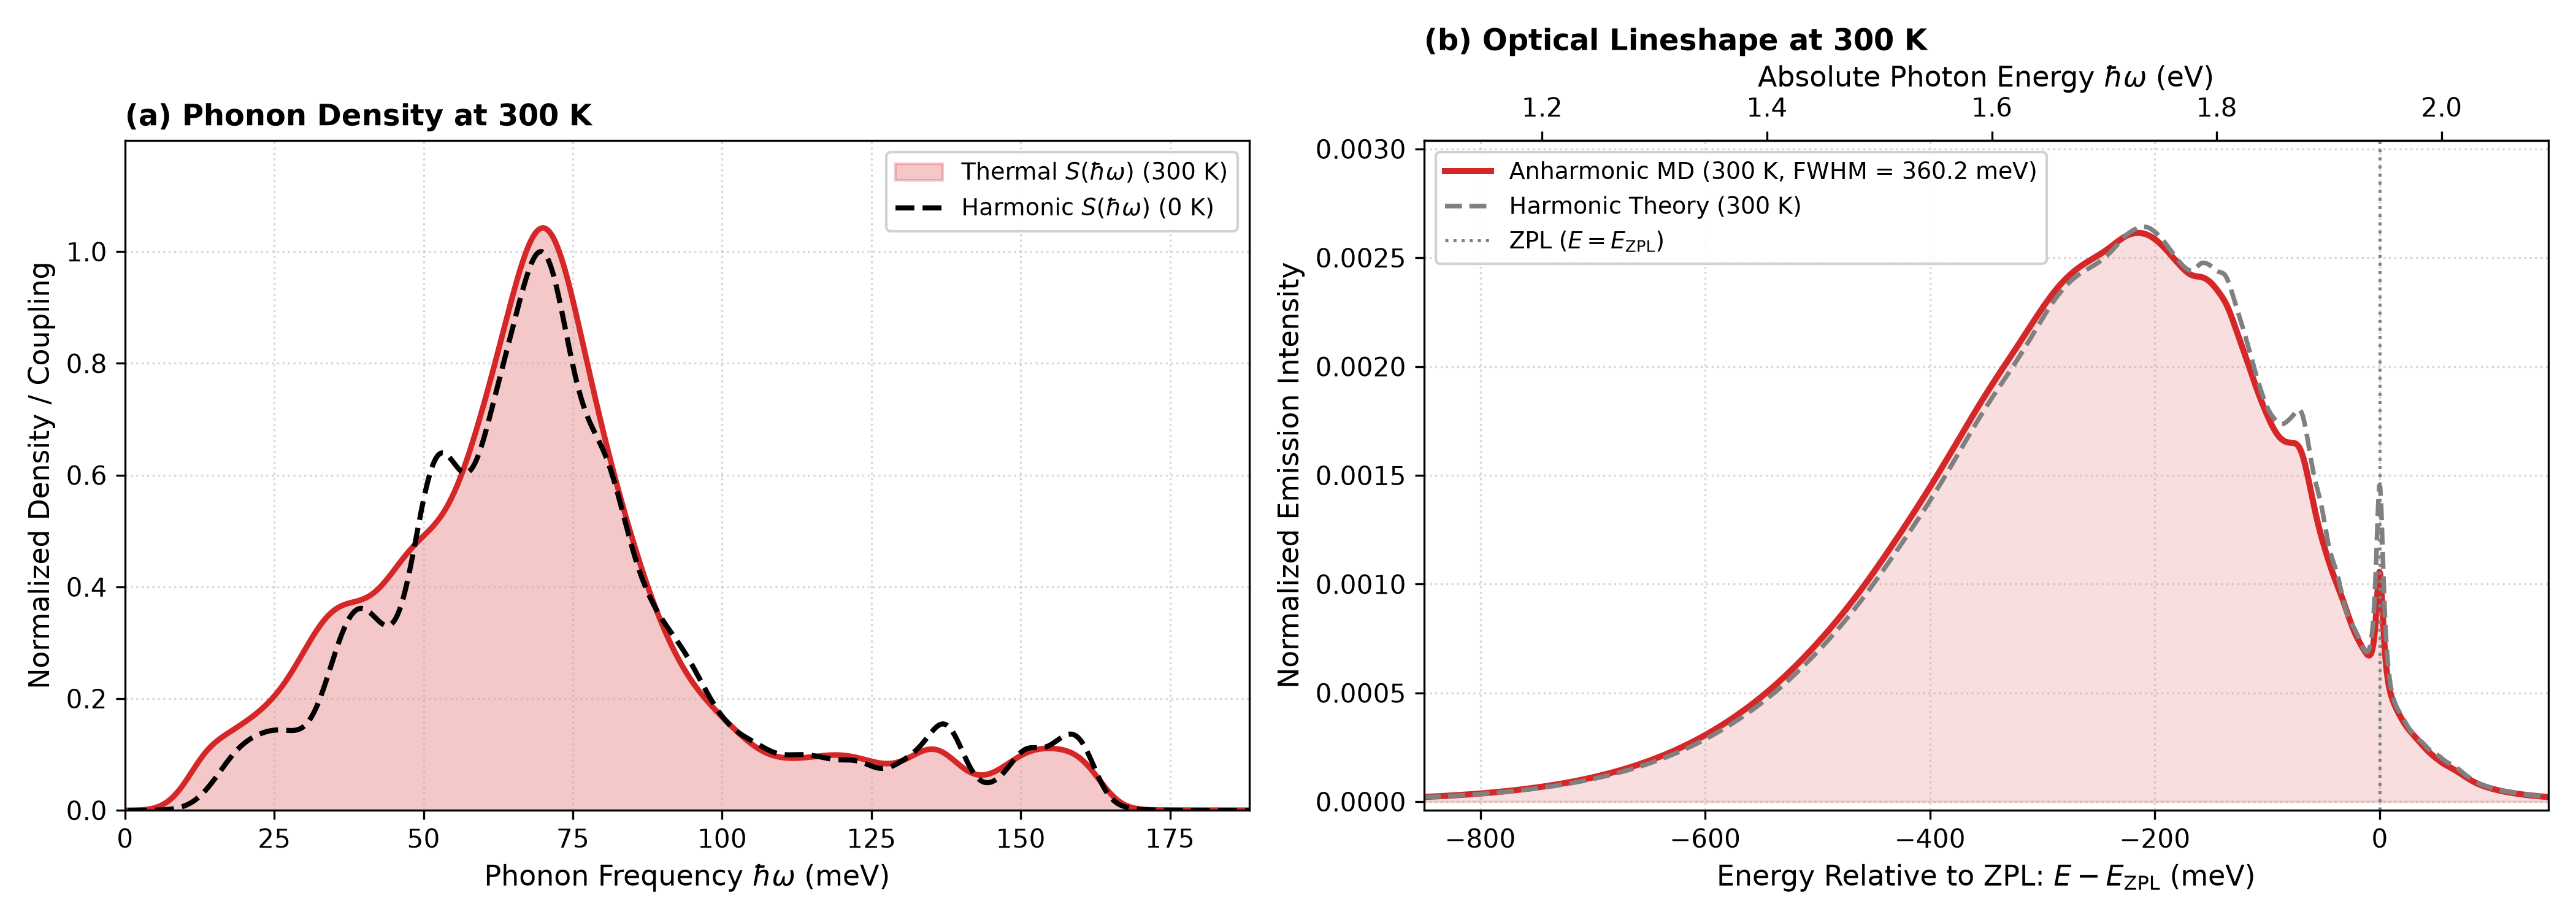 (a) Phonon Density at 300 K
Normalized Density / Coupling
1.0
0.8
0.6
0.4
0.2
0.0
Thermal S(ħω) (300 K)
Harmonic S(ħω) (0 K)
0 25 50 75 100 125 150 175
Phonon Frequency ħω (meV)
(b) Optical Lineshape at 300 K
Absolute Photon Energy ħω (eV)
1.2 1.4 1.6 1.8 2.0
Normalized Emission Intensity
0.0030
0.0025
0.0020
0.0015
0.0010
0.0005
0.0000
Anharmonic MD (300 K, FWHM = 360.2 meV)
Harmonic Theory (300 K)
ZPL (E = E_ZPL)
−800 −600 −400 −200 0
Energy Relative to ZPL: E − E_ZPL (meV)